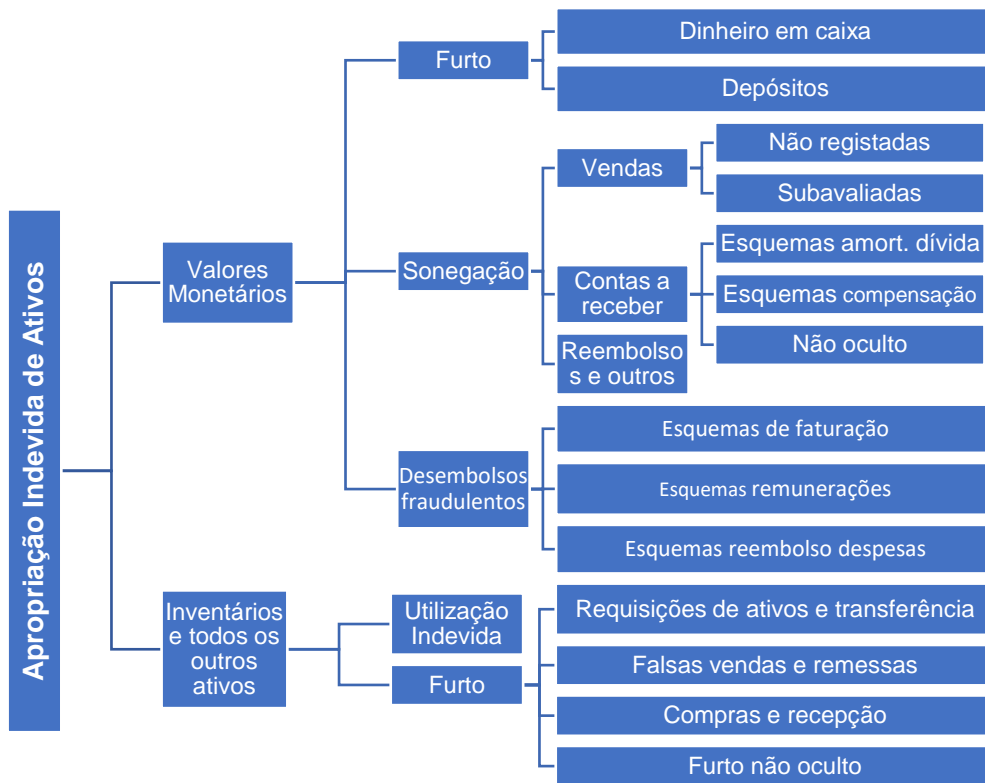 Apropriação Indevida de Ativos
Valores
Monetários
Furto
Dinheiro em caixa
Depósitos
Sonegação
Vendas
Não registadas
Subavaliadas
Contas a
receber
Esquemas amort. dívida
Esquemas compensação
Não oculto
Reembolso
s e outros
Desembolsos
fraudulentos
Esquemas de faturação
Esquemas remunerações
Esquemas reembolso despesas
Inventários
e todos os
outros
ativos
Utilização
Indevida
Furto
Requisições de ativos e transferência
Falsas vendas e remessas
Compras e recepção
Furto não oculto